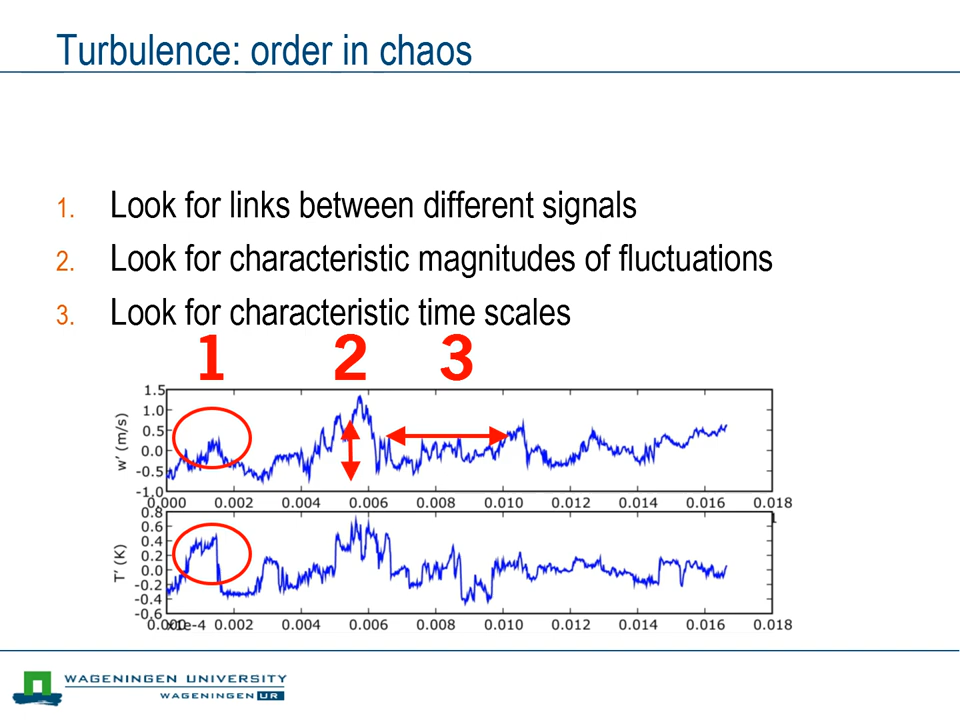 Turbulence: order in chaos
1. Look for links between different signals
2. Look for characteristic magnitudes of fluctuations
3. Look for characteristic time scales
1 2 3
w' (m/s)
1.5
1.0
0.5
0.0
-0.5
-1.0
0.000 0.002 0.004 0.006 0.008 0.010 0.012 0.014 0.016 0.018
T' (K)
0.8
0.6
0.4
0.2
0.0
-0.2
-0.4
-0.6
0.000 0.002 0.004 0.006 0.008 0.010 0.012 0.014 0.016 0.018
×1e-4
WAGENINGEN UNIVERSITY
WAGENINGEN UR